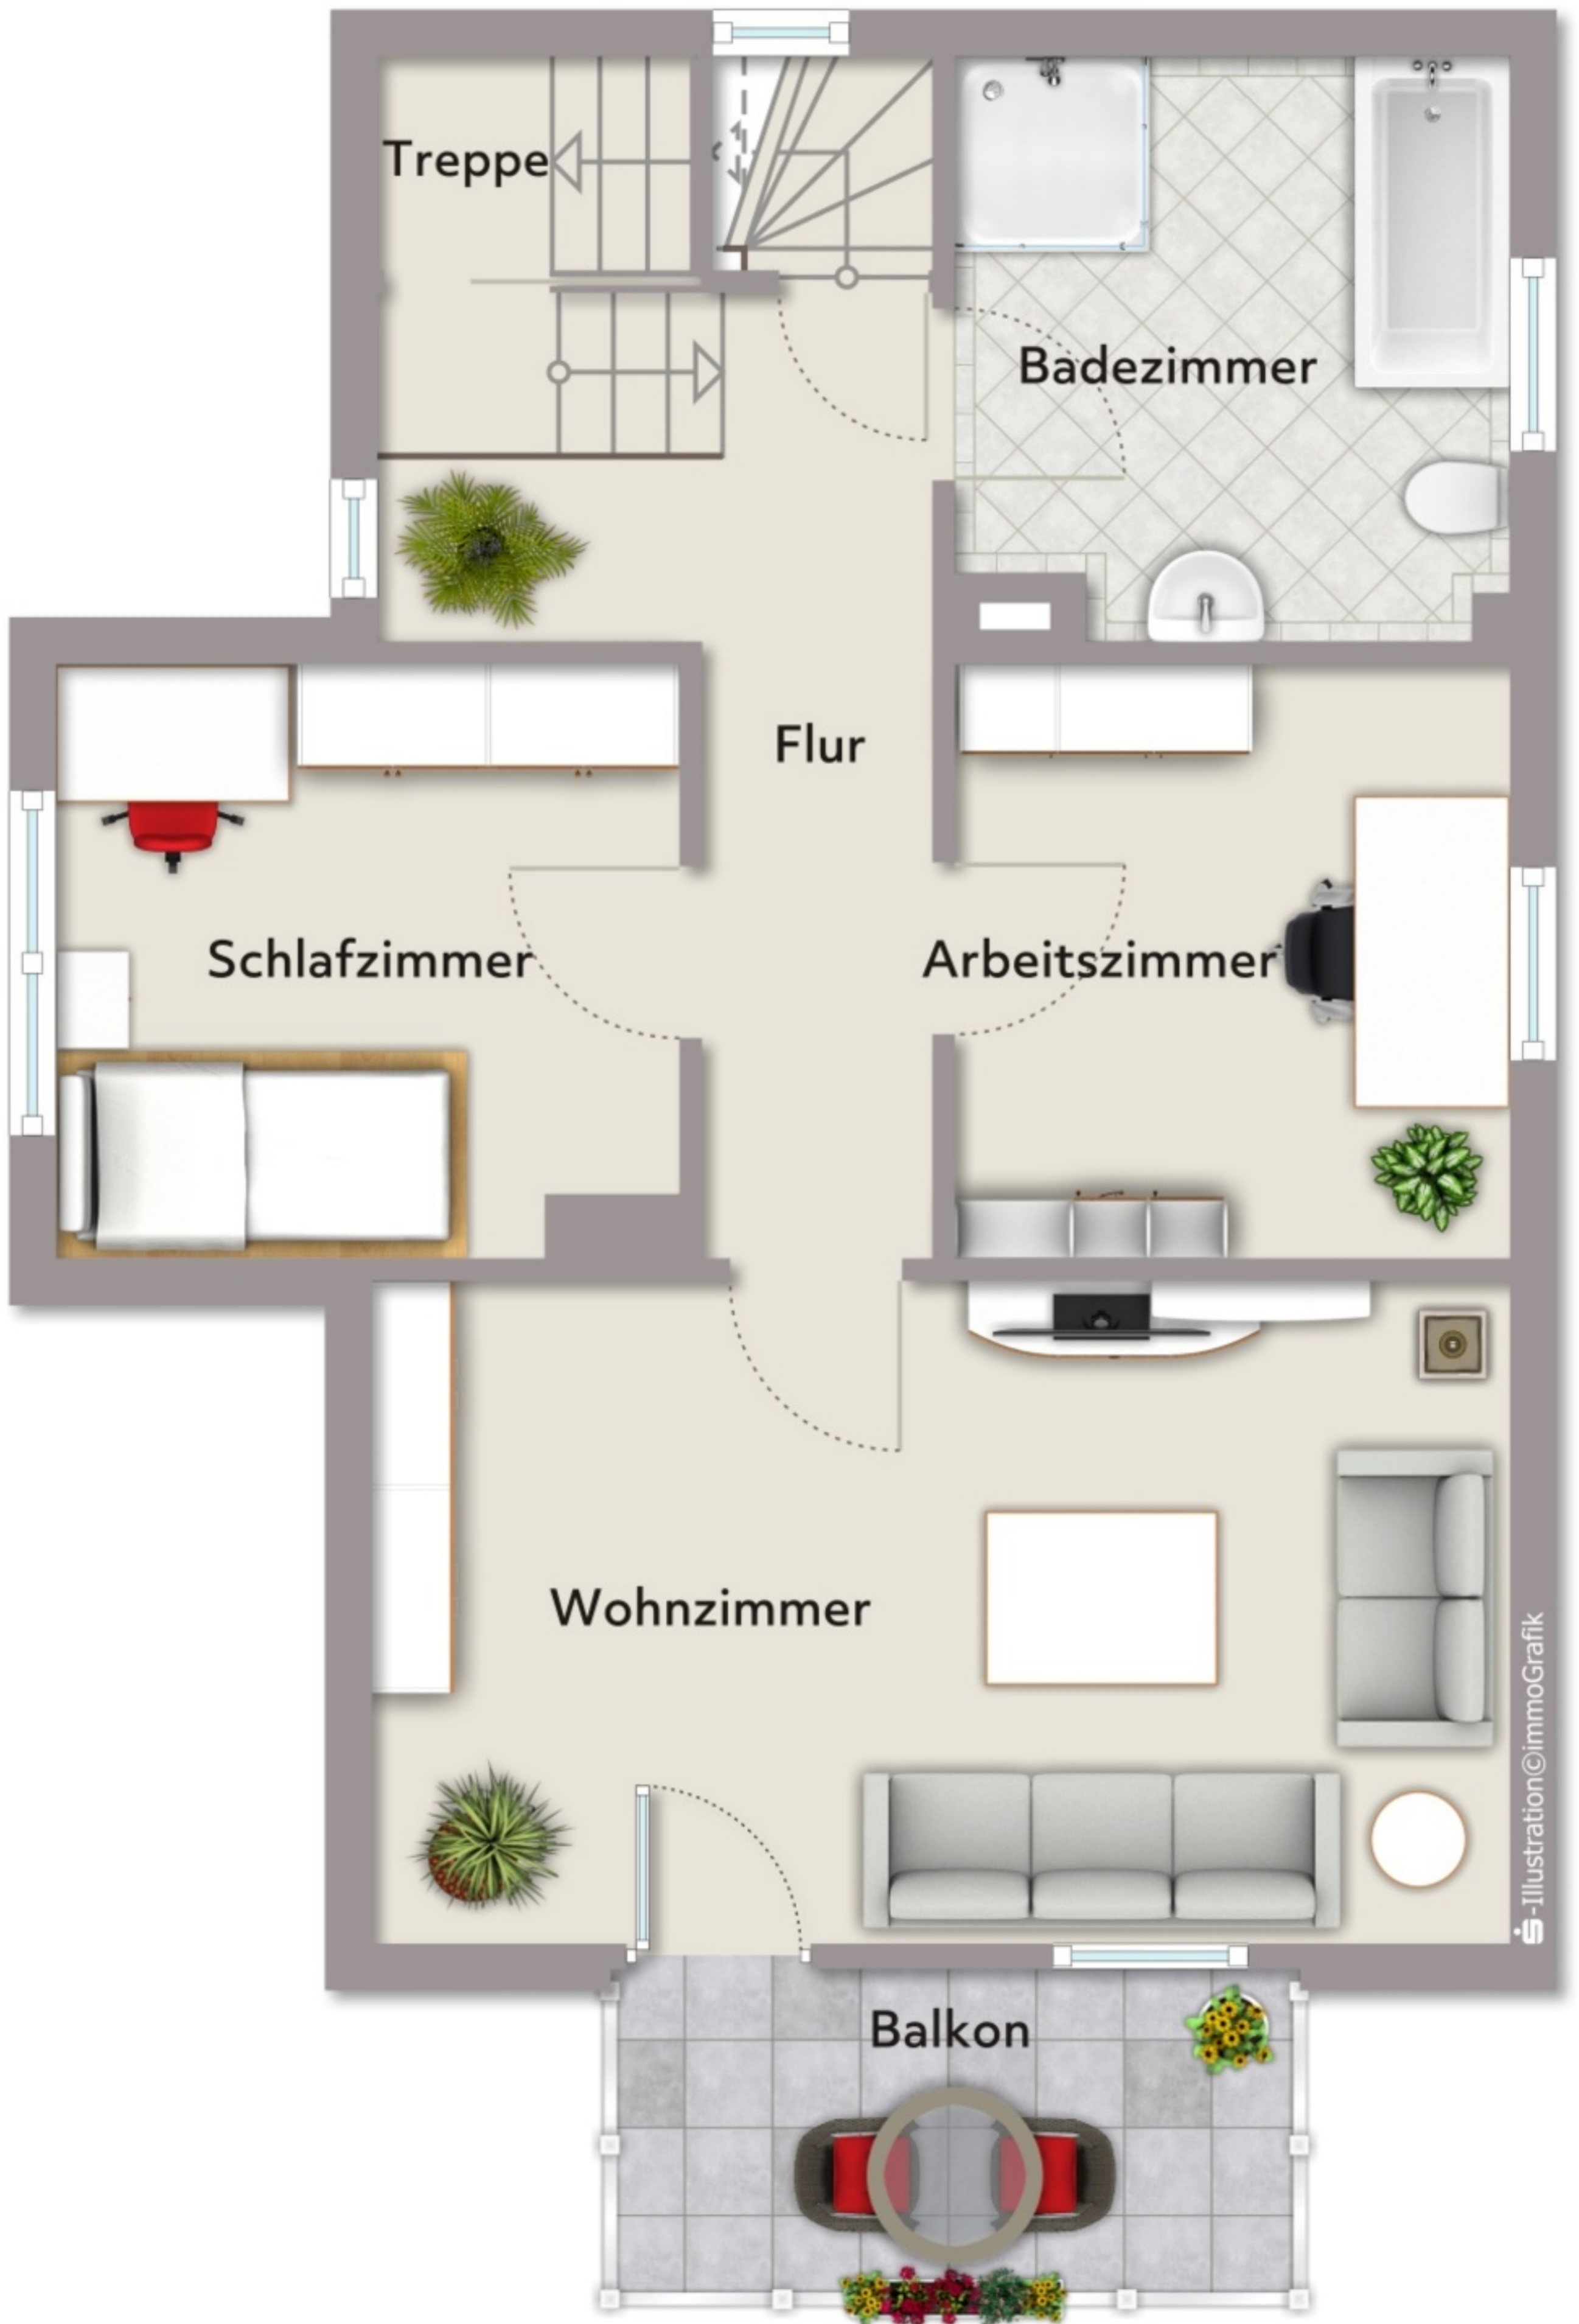 Treppe
Badezimmer
Flur
Schlafzimmer
Arbeitszimmer
Wohnzimmer
Balkon
S-Illustration©immoGrafik